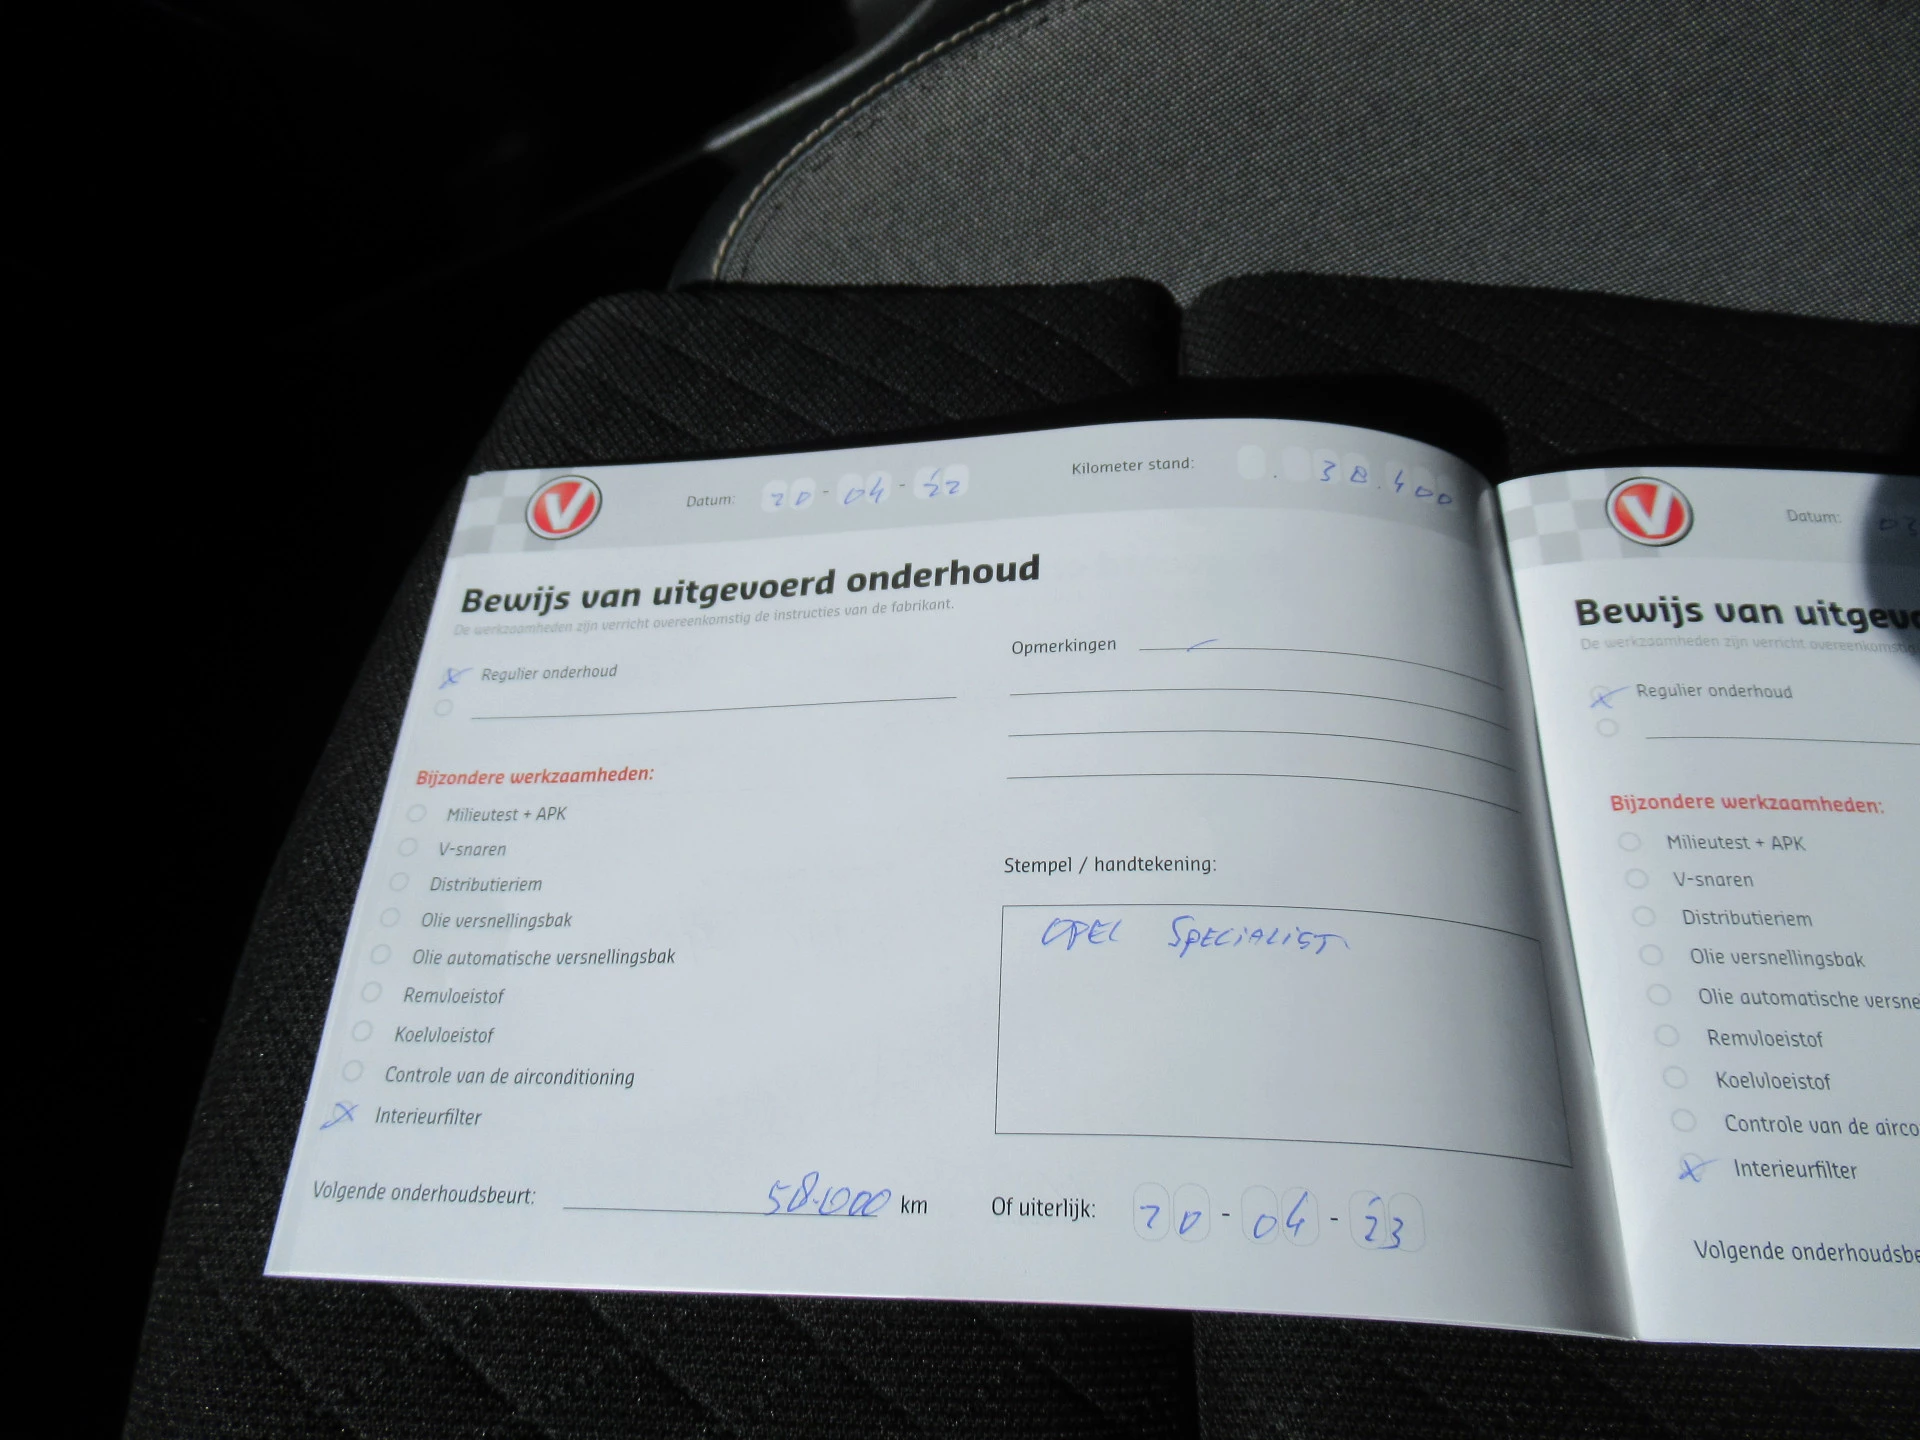 V
Datum: 20-04-22 Kilometer stand: . 38.400
Bewijs van uitgevoerd onderhoud
De werkzaamheden zijn verricht overeenkomstig de instructies van de fabrikant.
x Regulier onderhoud
Opmerkingen
Bijzondere werkzaamheden:
Milieutest + APK
V-snaren
Distributieriem
Olie versnellingsbak
Olie automatische versnellingsbak
Remvloeistof
Koelvloeistof
Controle van de airconditioning
x Interieurfilter
Stempel / handtekening:
OPEL SPECIALIST
Volgende onderhoudsbeurt: 58.000 km Of uiterlijk: 20-04-23
V
Datum: 03
Bewijs van uitgevo
De werkzaamheden zijn verricht overeenkomstig
x Regulier onderhoud
Bijzondere werkzaamheden:
Milieutest + APK
V-snaren
Distributieriem
Olie versnellingsbak
Olie automatische versne
Remvloeistof
Koelvloeistof
Controle van de airco
x Interieurfilter
Volgende onderhoudsbe